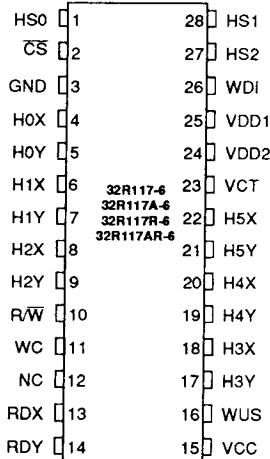 HS0 1 28 HS1
C̅S̅ 2 27 HS2
GND 3 26 WDI
H0X 4 25 VDD1
H0Y 5 24 VDD2
H1X 6 23 VCT
H1Y 7 22 H5X
H2X 8 21 H5Y
H2Y 9 20 H4X
R/W̅ 10 19 H4Y
WC 11 18 H3X
NC 12 17 H3Y
RDX 13 16 WUS
RDY 14 15 VCC
32R117-6
32R117A-6
32R117R-6
32R117AR-6